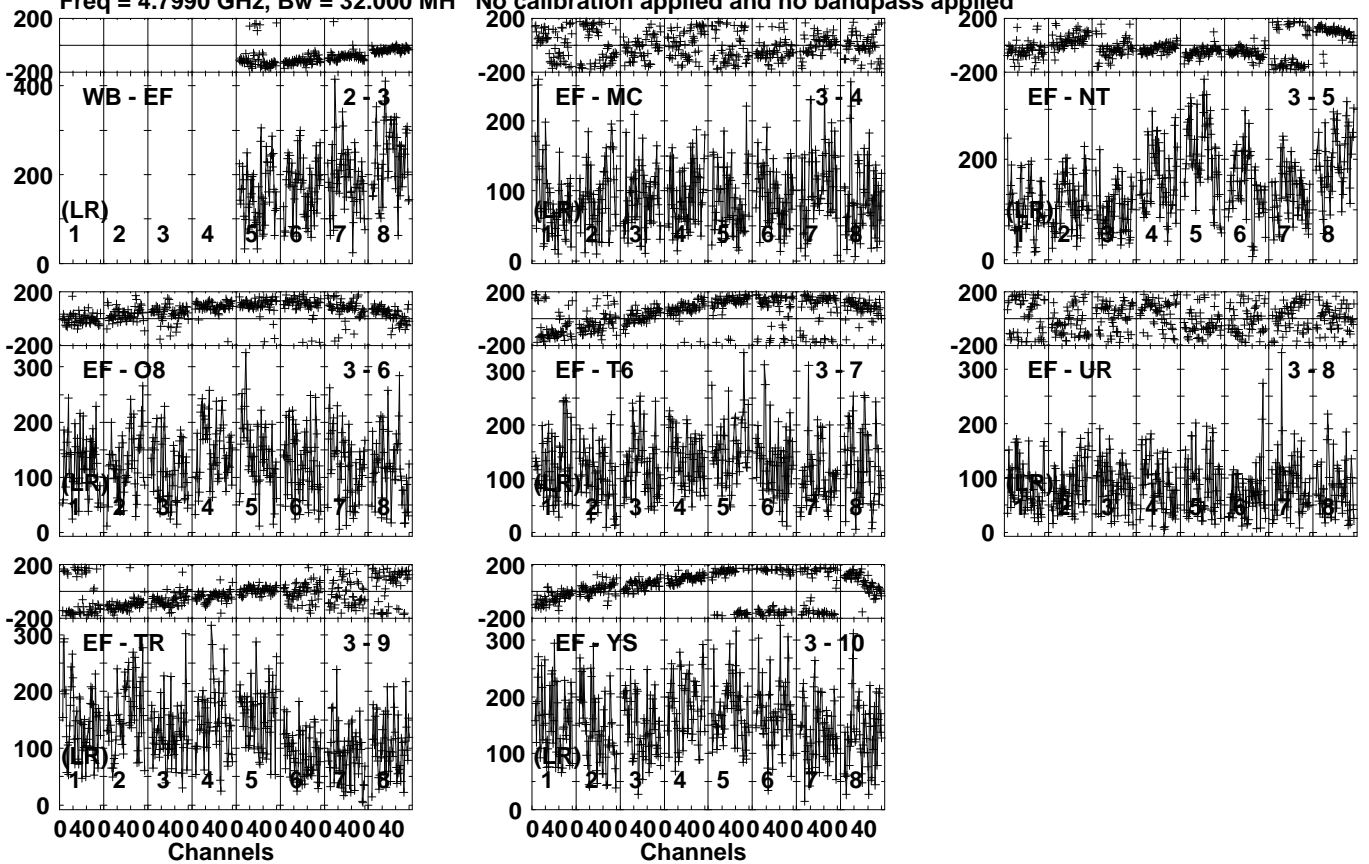 Freq = 4.7990 GHz, Bw = 32.000 MH No calibration applied and no bandpass applied
200
-200
400
200
0
WB - EF 2 - 3
(LR)
1 2 3 4 5 6 7 8
200
-200
200
100
0
EF - MC 3 - 4
(LR)
1 2 3 4 5 6 7 8
200
-200
200
0
EF - NT 3 - 5
(LR)
1 2 3 4 5 6 7 8
200
-200
300
200
100
0
EF - O8 3 - 6
(LR)
1 2 3 4 5 6 7 8
200
-200
300
200
100
0
EF - T6 3 - 7
(LR)
1 2 3 4 5 6 7 8
200
-200
300
200
100
0
EF - UR 3 - 8
(LR)
1 2 3 4 5 6 7 8
200
-200
300
200
100
0
EF - TR 3 - 9
(LR)
1 2 3 4 5 6 7 8
0 40 0 40 0 40 0 40 0 40 0 40 0 40 0 40
Channels
200
-200
300
200
100
0
EF - YS 3 - 10
(LR)
1 2 3 4 5 6 7 8
0 40 0 40 0 40 0 40 0 40 0 40 0 40 0 40
Channels